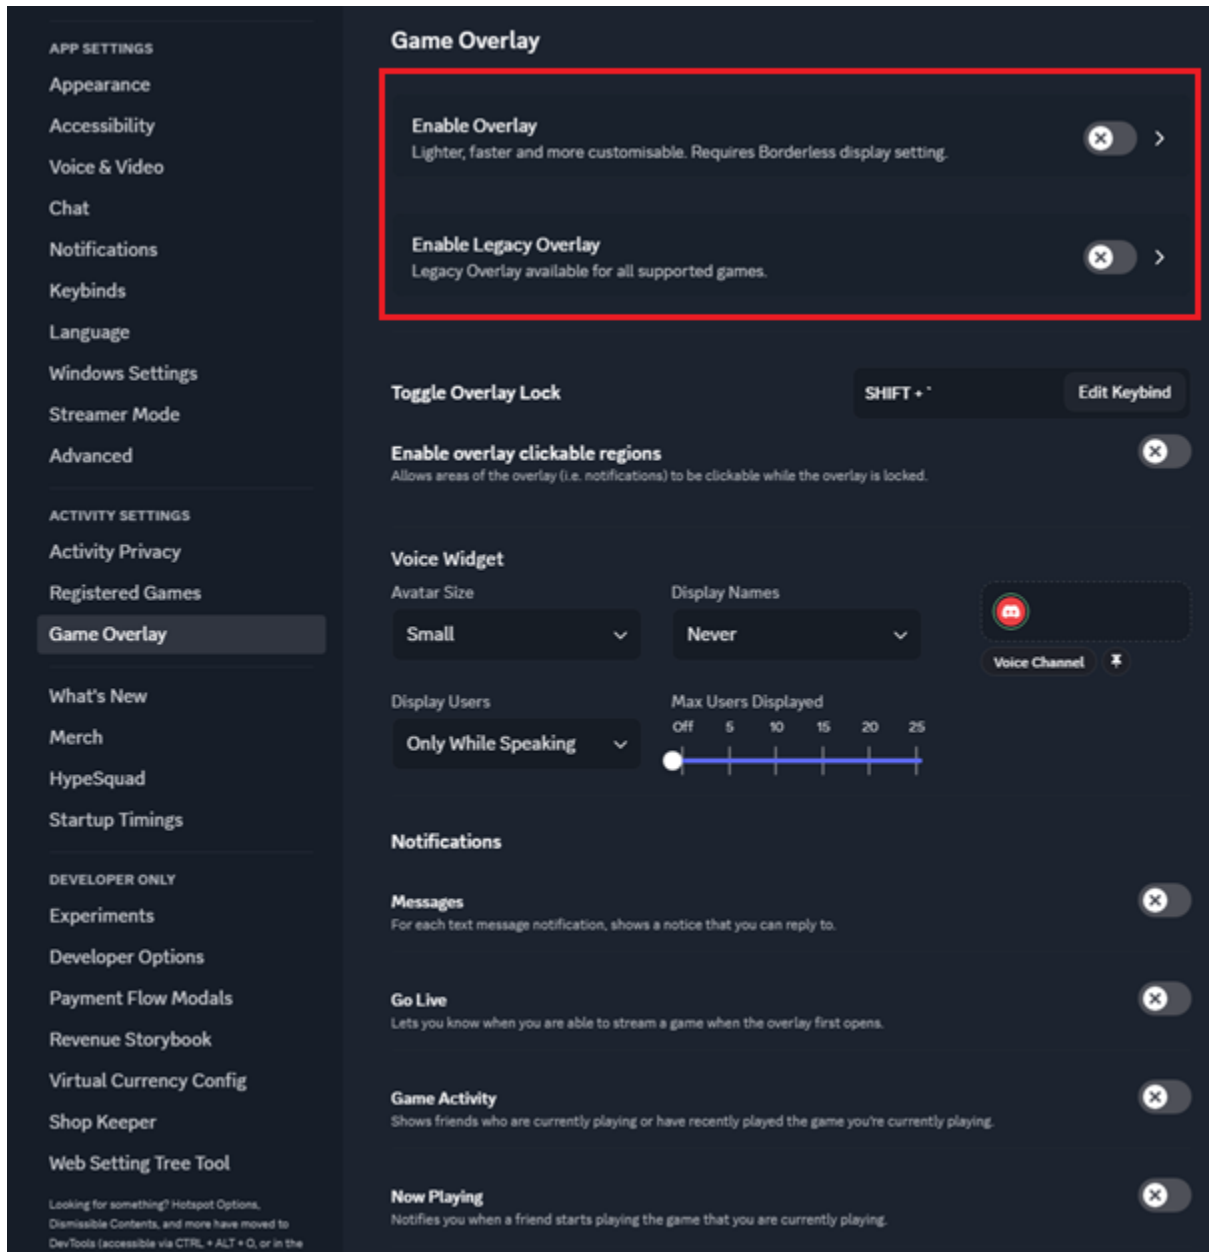 APP SETTINGS
Appearance
Accessibility
Voice & Video
Chat
Notifications
Keybinds
Language
Windows Settings
Streamer Mode
Advanced
ACTIVITY SETTINGS
Activity Privacy
Registered Games
Game Overlay
What's New
Merch
HypeSquad
Startup Timings
DEVELOPER ONLY
Experiments
Developer Options
Payment Flow Modals
Revenue Storybook
Virtual Currency Config
Shop Keeper
Web Setting Tree Tool
Looking for something? Hotspot Options,
Dismissible Contents, and more have moved to
DevTools (accessible via CTRL + ALT + O, or in the
Game Overlay
Enable Overlay
Lighter, faster and more customisable. Requires Borderless display setting.
Enable Legacy Overlay
Legacy Overlay available for all supported games.
Toggle Overlay Lock
SHIFT + `
Edit Keybind
Enable overlay clickable regions
Allows areas of the overlay (i.e. notifications) to be clickable while the overlay is locked.
Voice Widget
Avatar Size
Small
Display Names
Never
Voice Channel
Display Users
Only While Speaking
Max Users Displayed
Off 5 10 15 20 25
Notifications
Messages
For each text message notification, shows a notice that you can reply to.
Go Live
Lets you know when you are able to stream a game when the overlay first opens.
Game Activity
Shows friends who are currently playing or have recently played the game you're currently playing.
Now Playing
Notifies you when a friend starts playing the game that you are currently playing.